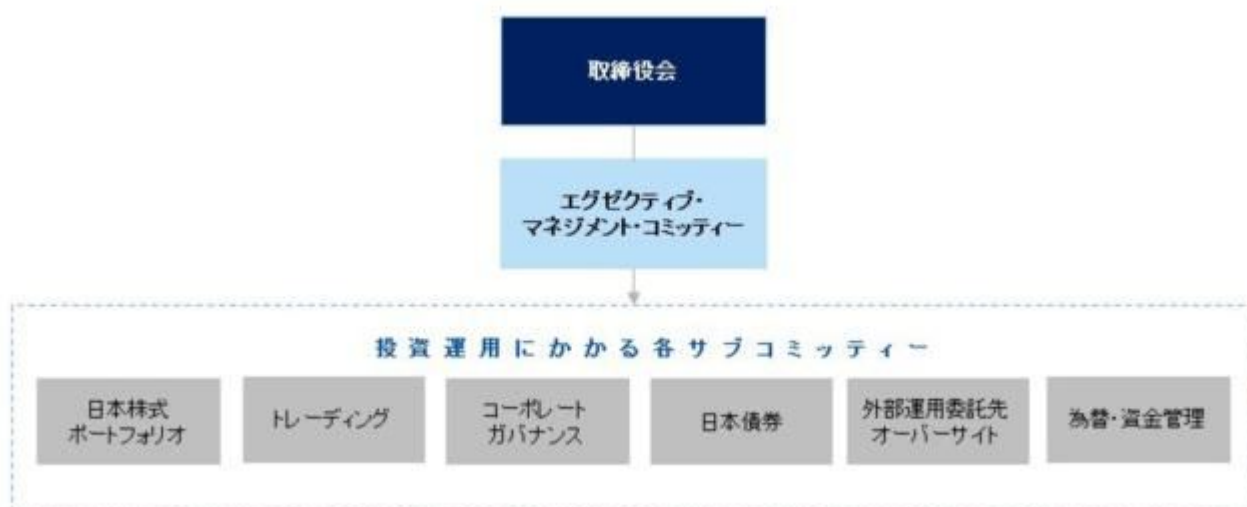 取締役会
エグゼクティブ・
マネジメント・コミッティー
投資運用にかかる各サブコミッティー
日本株式
ポートフォリオ
トレーディング
コーポレート
ガバナンス
日本債券
外部運用委託先
オーバーサイト
為替・資金管理